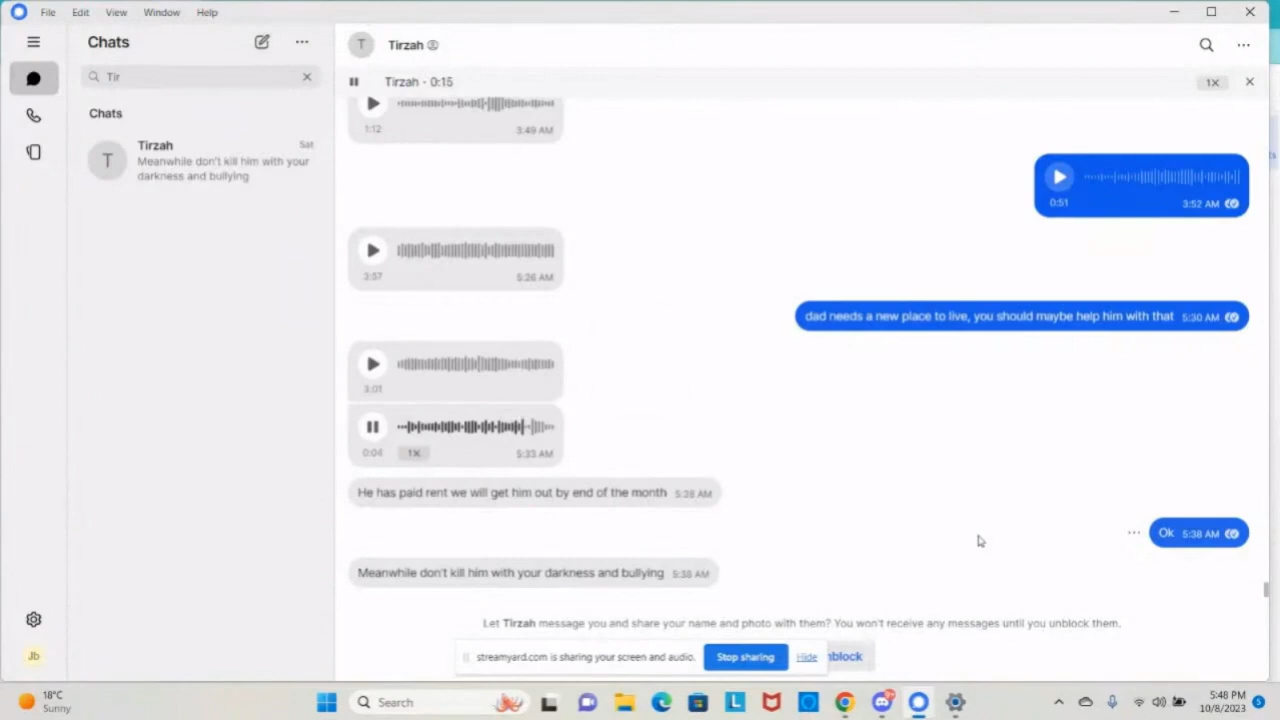 File Edit View Window Help
Chats
Tirzah
Tir
Tirzah · 0:15
1X
Chats
1:12 3:49 AM
Tirzah Sat
Meanwhile don't kill him with your
darkness and bullying
T
T
0:51 3:52 AM
3:57 5:26 AM
dad needs a new place to live, you should maybe help him with that 5:30 AM
3:01
0:04 1X 5:33 AM
He has paid rent we will get him out by end of the month 5:38 AM
Ok 5:38 AM
Meanwhile don't kill him with your darkness and bullying 5:38 AM
Let Tirzah message you and share your name and photo with them? You won't receive any messages until you unblock them.
Jb
streamyard.com is sharing your screen and audio. Stop sharing Hide nblock
18°C
Sunny
Search
5:48 PM
10/8/2023